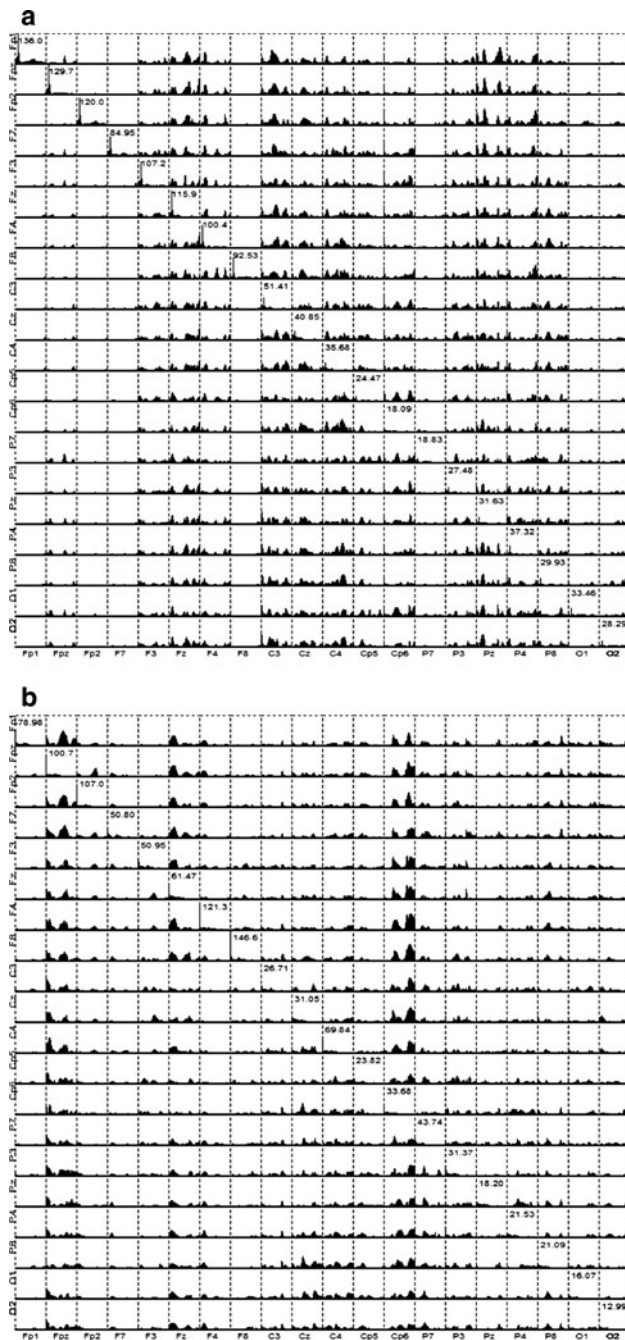 a
Fp1 136.0
Fpz 129.7
Fp2 120.0
F7 84.95
F3 107.2
Fz 115.9
F4 100.4
F8 92.53
C3 51.41
Cz 40.85
C4 35.68
Cp5 24.47
Cp6 18.09
P7 18.83
P3 27.48
Pz 31.63
P4 37.32
P8 29.93
O1 33.46
O2 28.29
Fp1 Fpz Fp2 F7 F3 Fz F4 F8 C3 Cz C4 Cp5 Cp6 P7 P3 Pz P4 P8 O1 O2
b
Fp1 78.98
Fpz 100.7
Fp2 107.0
F7 50.80
F3 50.95
Fz 61.47
F4 121.3
F8 146.6
C3 26.71
Cz 31.05
C4 69.84
Cp5 23.82
Cp6 33.68
P7 43.74
P3 31.37
Pz 18.20
P4 21.53
P8 21.09
O1 16.07
O2 12.99
Fp1 Fpz Fp2 F7 F3 Fz F4 F8 C3 Cz C4 Cp5 Cp6 P7 P3 Pz P4 P8 O1 O2